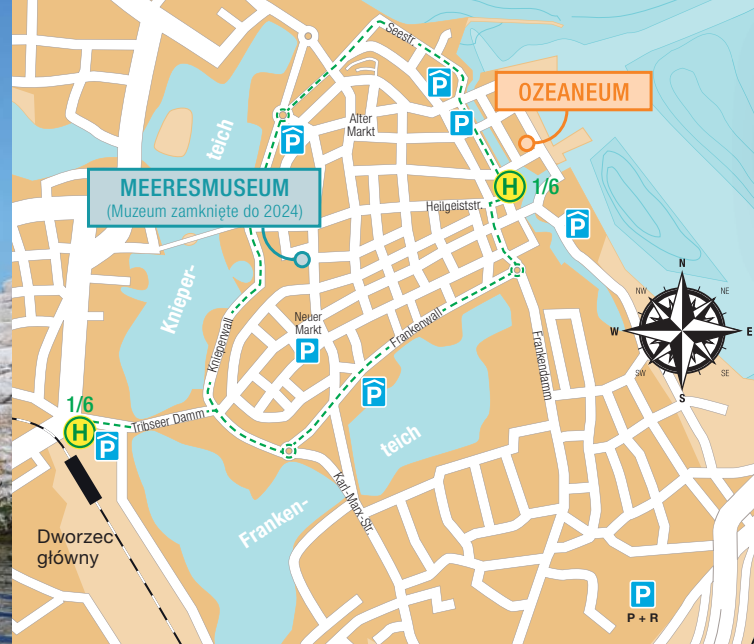 Seestr.
P
OZEANEUM
P
teich
Alter
Markt
P
P
MEERESMUSEUM
(Muzeum zamknięte do 2024)
H 1/6
Heilgeiststr.
P
Knieper-
N
NW
NE
W
E
SW
SE
S
Neuer
Markt
P
Knieperwall
Frankenwall
Frankendamm
P
1/6
H
P
Tribseer Damm
teich
Karl-Marx-Str.
Franken-
Dworzec
główny
P
P + R